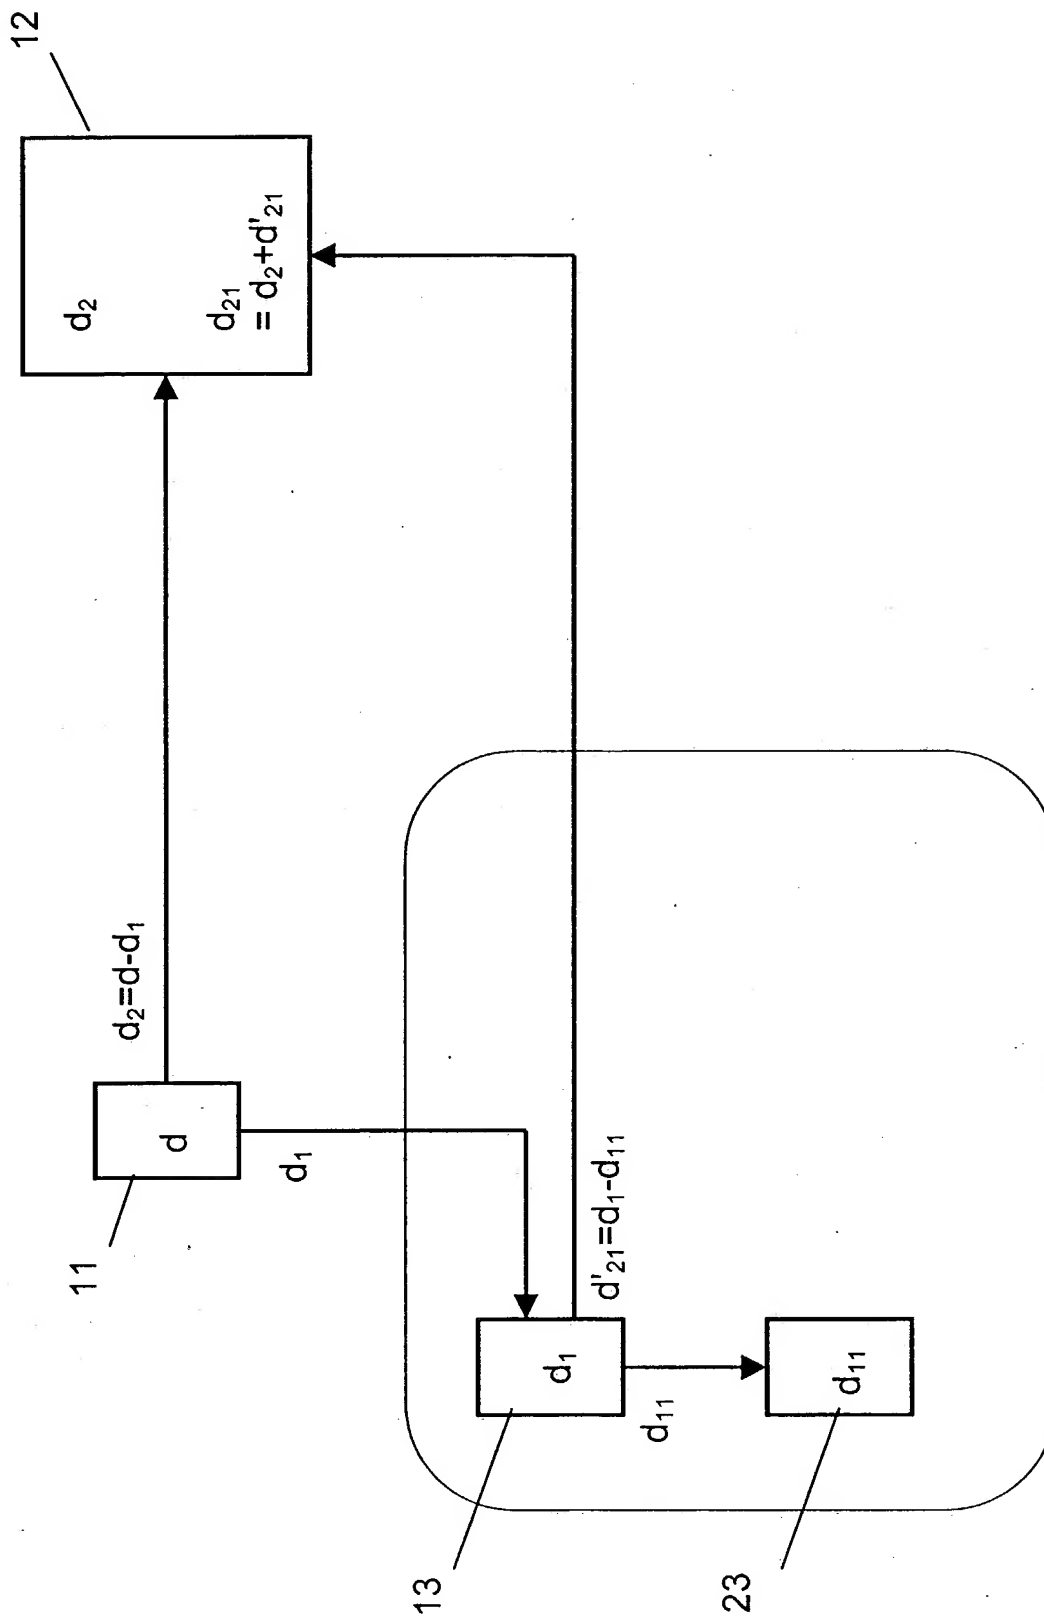 12
d₂
d₂₁
= d₂+d'₂₁
d₂=d-d₁
d
11
d₁
d'₂₁=d₁-d₁₁
d₁
13
d₁₁
d₁₁
23